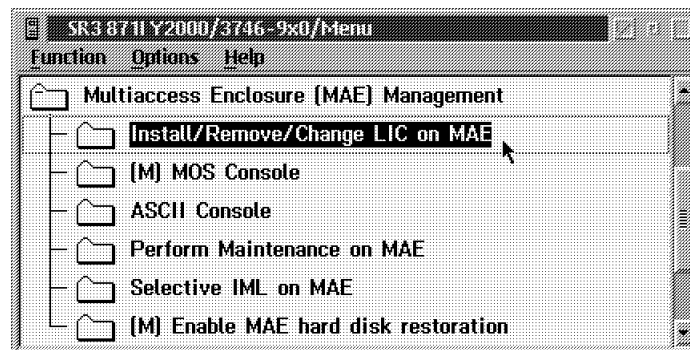 SR3 8711 Y2000/3746-9x0/Menu
Function Options Help
Multiaccess Enclosure (MAE) Management
Install/Remove/Change LIC on MAE
(M) MOS Console
ASCII Console
Perform Maintenance on MAE
Selective IML on MAE
(M) Enable MAE hard disk restoration